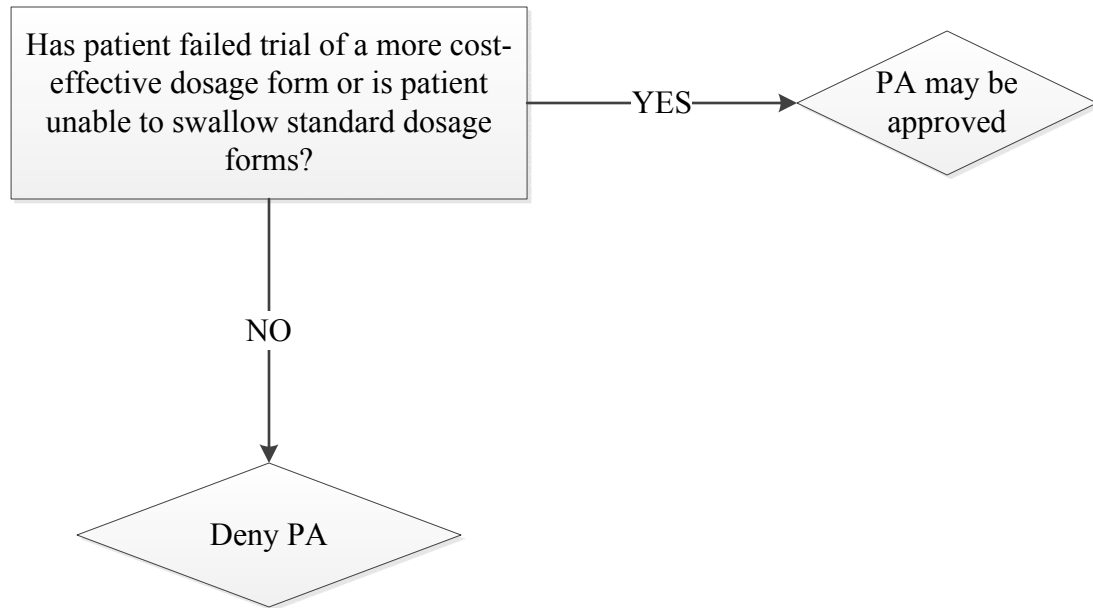 Has patient failed trial of a more cost-
effective dosage form or is patient
unable to swallow standard dosage
forms?
YES
PA may be
approved
NO
Deny PA